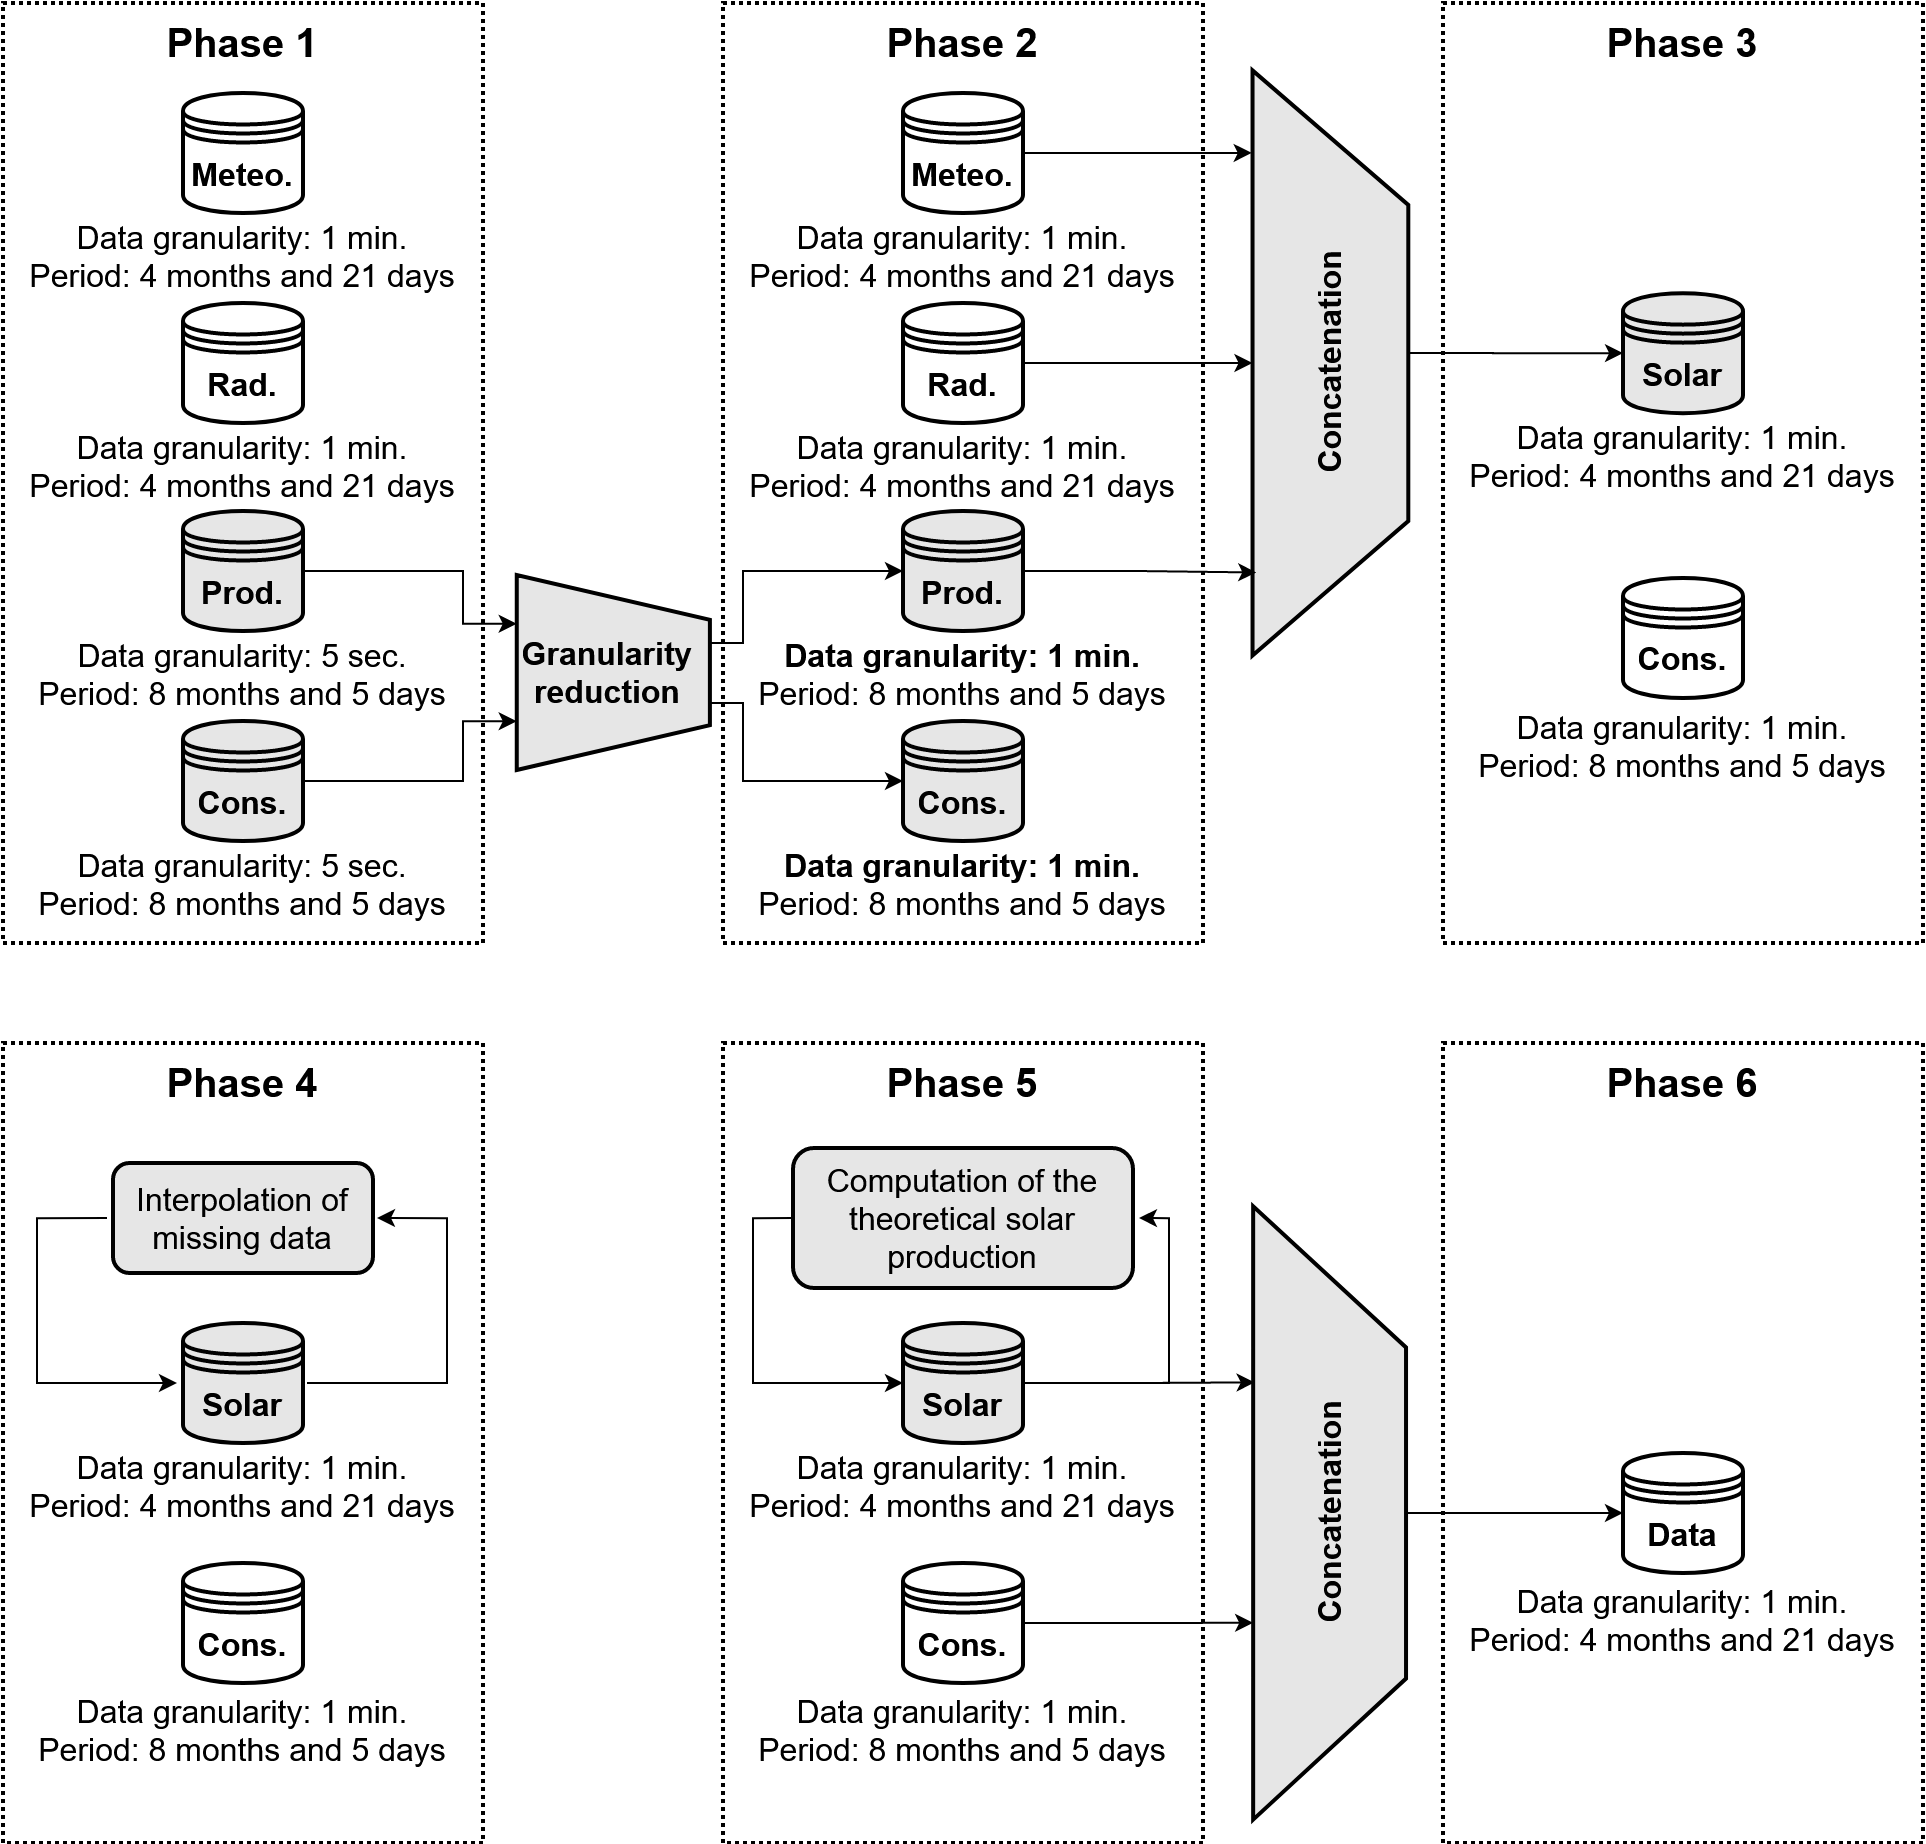 Phase 1
Meteo.
Data granularity: 1 min.
Period: 4 months and 21 days
Rad.
Data granularity: 1 min.
Period: 4 months and 21 days
Prod.
Data granularity: 5 sec.
Period: 8 months and 5 days
Cons.
Data granularity: 5 sec.
Period: 8 months and 5 days
Granularity
reduction
Phase 2
Meteo.
Data granularity: 1 min.
Period: 4 months and 21 days
Rad.
Data granularity: 1 min.
Period: 4 months and 21 days
Prod.
Data granularity: 1 min.
Period: 8 months and 5 days
Cons.
Data granularity: 1 min.
Period: 8 months and 5 days
Concatenation
Phase 3
Solar
Data granularity: 1 min.
Period: 4 months and 21 days
Cons.
Data granularity: 1 min.
Period: 8 months and 5 days
Phase 4
Interpolation of
missing data
Solar
Data granularity: 1 min.
Period: 4 months and 21 days
Cons.
Data granularity: 1 min.
Period: 8 months and 5 days
Phase 5
Computation of the
theoretical solar
production
Solar
Data granularity: 1 min.
Period: 4 months and 21 days
Cons.
Data granularity: 1 min.
Period: 8 months and 5 days
Concatenation
Phase 6
Data
Data granularity: 1 min.
Period: 4 months and 21 days